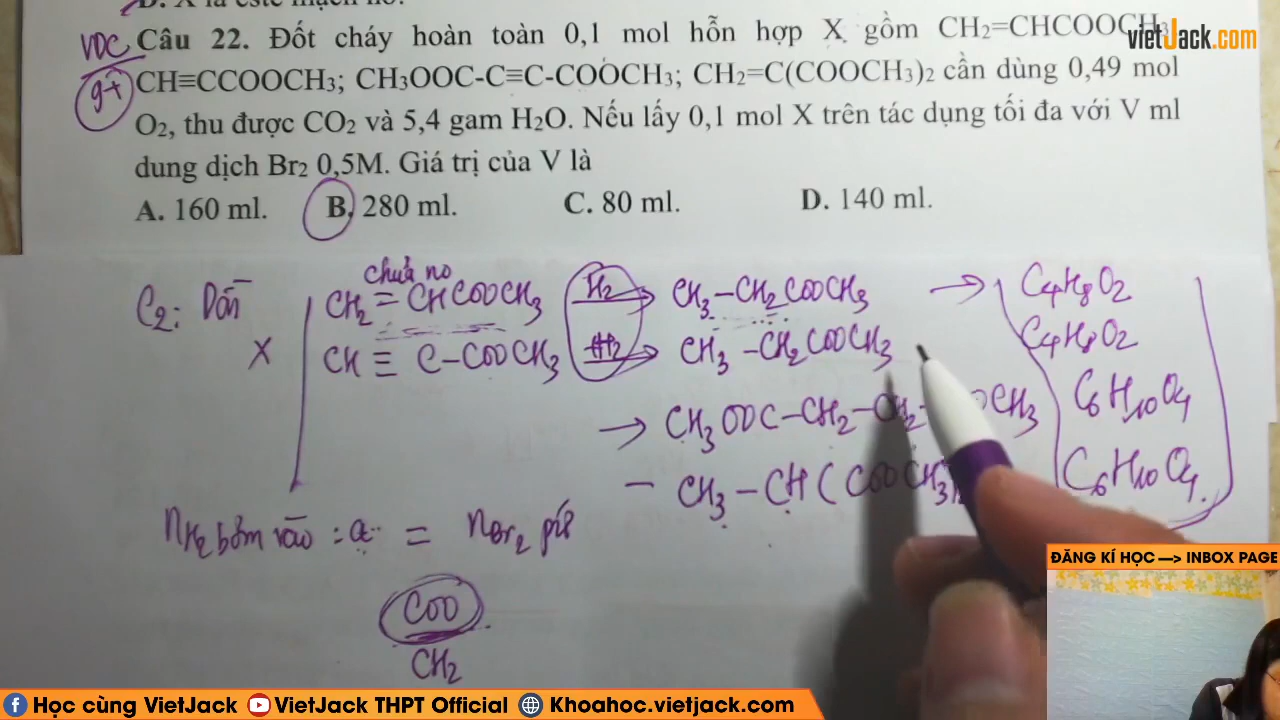 VDC Câu 22. Đốt cháy hoàn toàn 0,1 mol hỗn hợp X gồm CH2=CHCOOCH3
vietJack.com
9+ CH≡CCOOCH3; CH3OOC-C≡C-COOCH3; CH2=C(COOCH3)2 cần dùng 0,49 mol
O2, thu được CO2 và 5,4 gam H2O. Nếu lấy 0,1 mol X trên tác dụng tối đa với V ml
dung dịch Br2 0,5M. Giá trị của V là
A. 160 ml. B. 280 ml. C. 80 ml. D. 140 ml.
chưa no
C2: Dồn CH2=CHCOOCH3 H2 → CH3-CH2COOCH3 → C4H8O2
X CH≡C-COOCH3 H2 → CH3-CH2COOCH3 C4H8O2
→ CH3OOC-CH2-CH2- OCH3 C6H10O4
- CH3-CH(COOCH3) C6H10O4
nH2 bơm vào : a = nBr2 pứ
COO
CH2
ĐĂNG KÍ HỌC —> INBOX PAGE
Học cùng VietJack VietJack THPT Official Khoahoc.vietjack.com